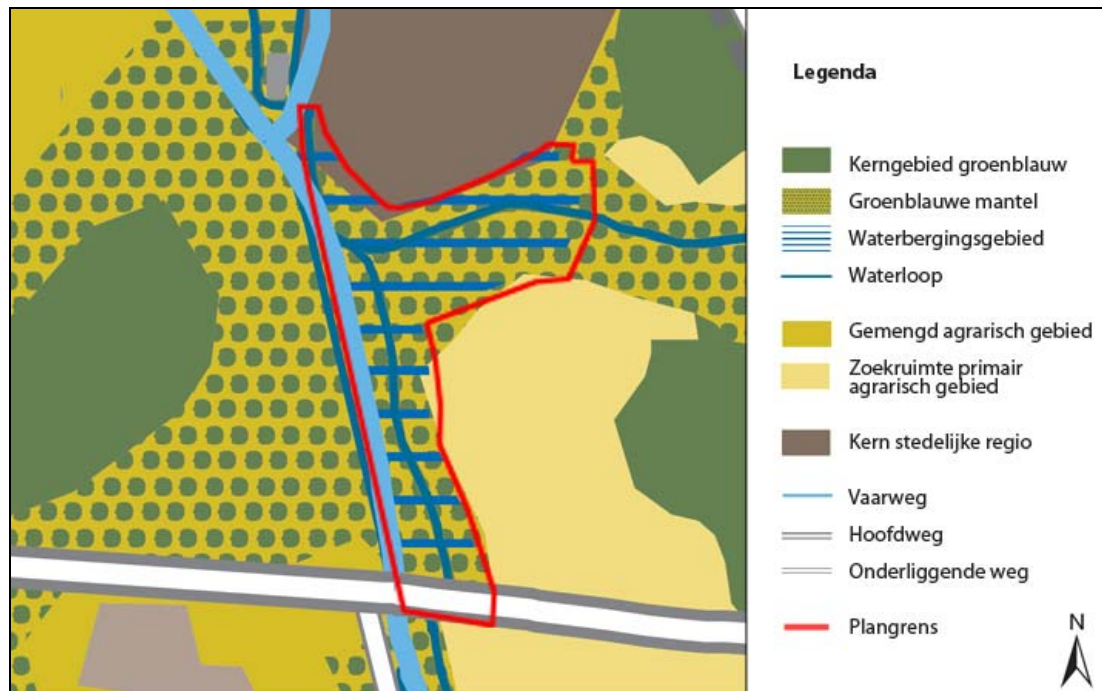 Legenda
Kerngebied groenblauw
Groenblauwe mantel
Waterbergingsgebied
Waterloop
Gemengd agrarisch gebied
Zoekruimte primair
agrarisch gebied
Kern stedelijke regio
Vaarweg
Hoofdweg
Onderliggende weg
Plangrens
N